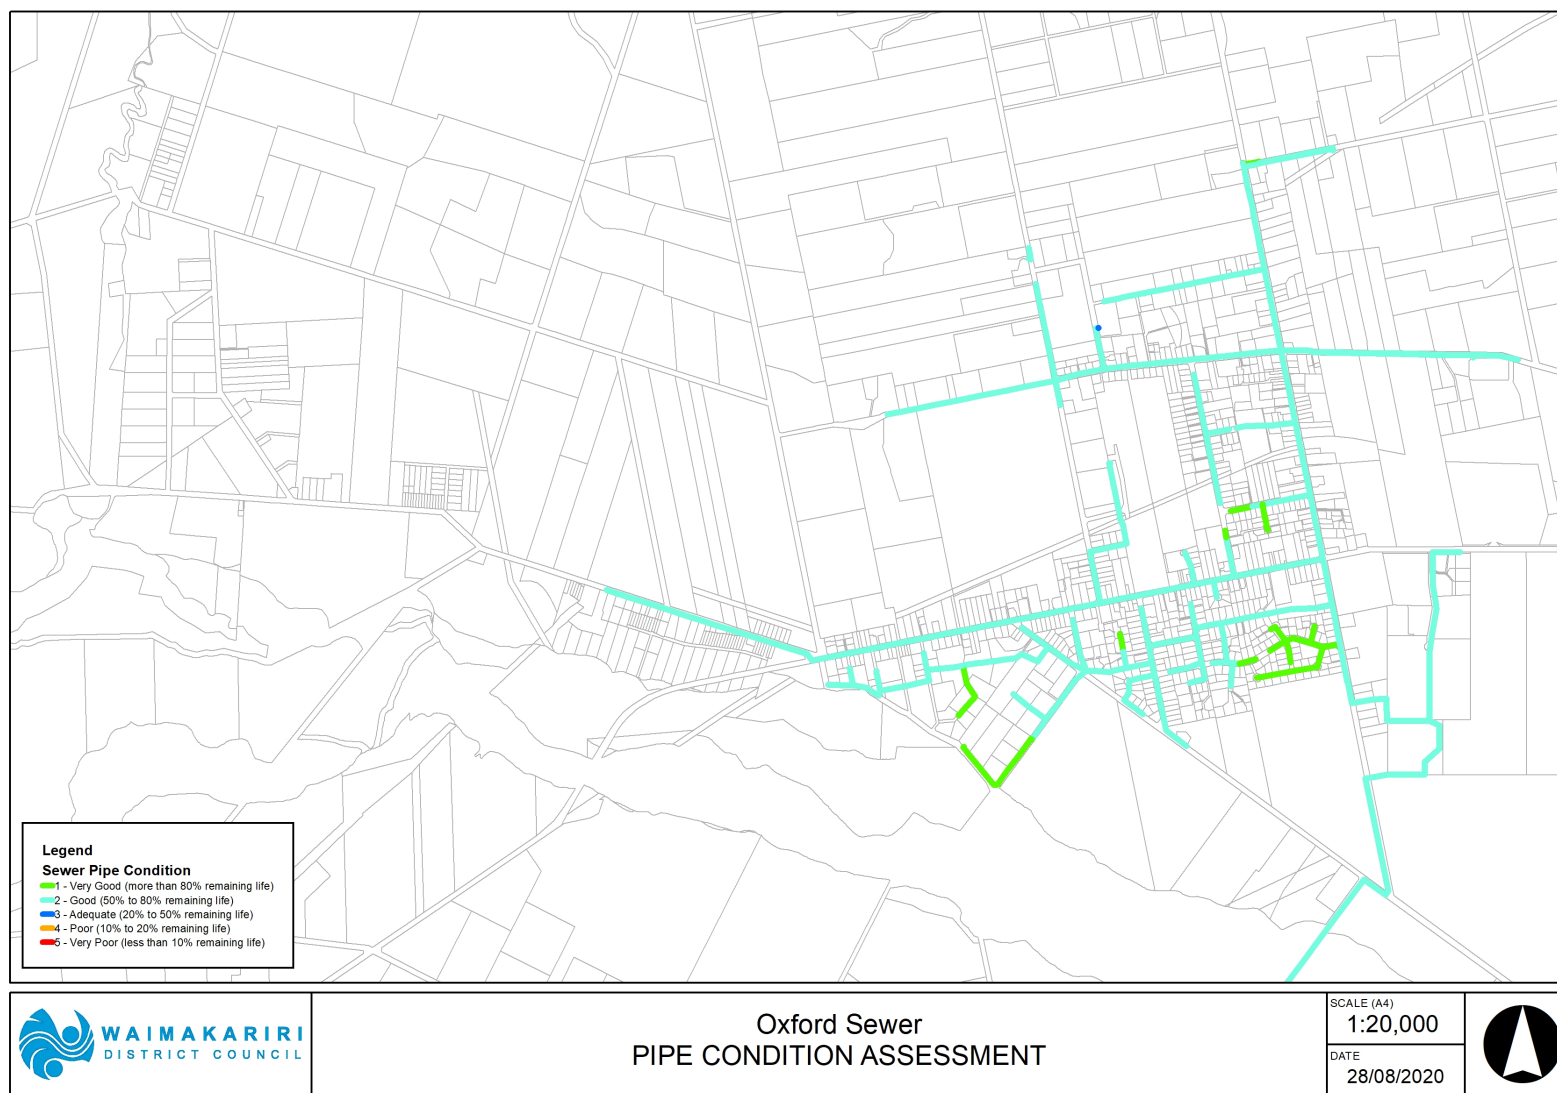 Legend
Sewer Pipe Condition
1 - Very Good (more than 80% remaining life)
2 - Good (50% to 80% remaining life)
3 - Adequate (20% to 50% remaining life)
4 - Poor (10% to 20% remaining life)
5 - Very Poor (less than 10% remaining life)
WAIMAKARIRI
DISTRICT COUNCIL
Oxford Sewer
PIPE CONDITION ASSESSMENT
SCALE (A4)
1:20,000
DATE
28/08/2020